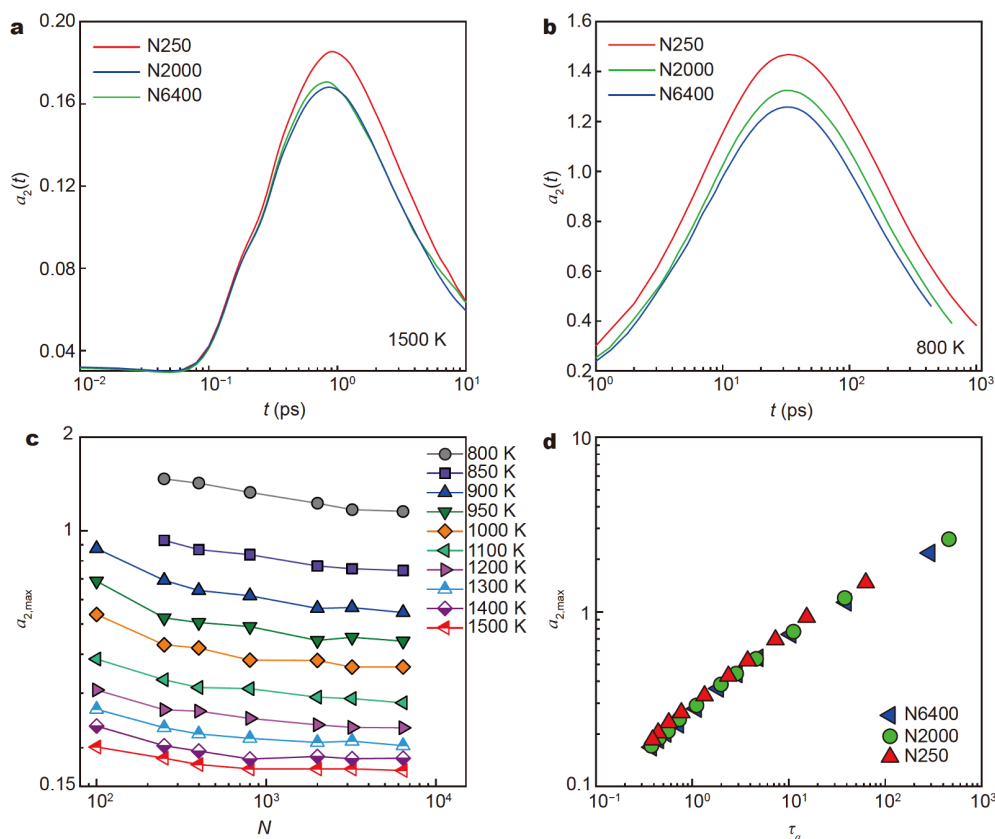 a
0.20
0.16
0.12
0.08
0.04
a₂(t)
N250
N2000
N6400
1500 K
10⁻²
10⁻¹
10⁰
10¹
t (ps)
b
1.6
1.4
1.2
1.0
0.8
0.6
0.4
0.2
a₂(t)
N250
N2000
N6400
800 K
10⁰
10¹
10²
10³
t (ps)
c
2
1
0.15
a₂,max
800 K
850 K
900 K
950 K
1000 K
1100 K
1200 K
1300 K
1400 K
1500 K
10²
10³
10⁴
N
d
10
1
0.1
a₂,max
N6400
N2000
N250
10⁻¹
10⁰
10¹
10²
10³
τα